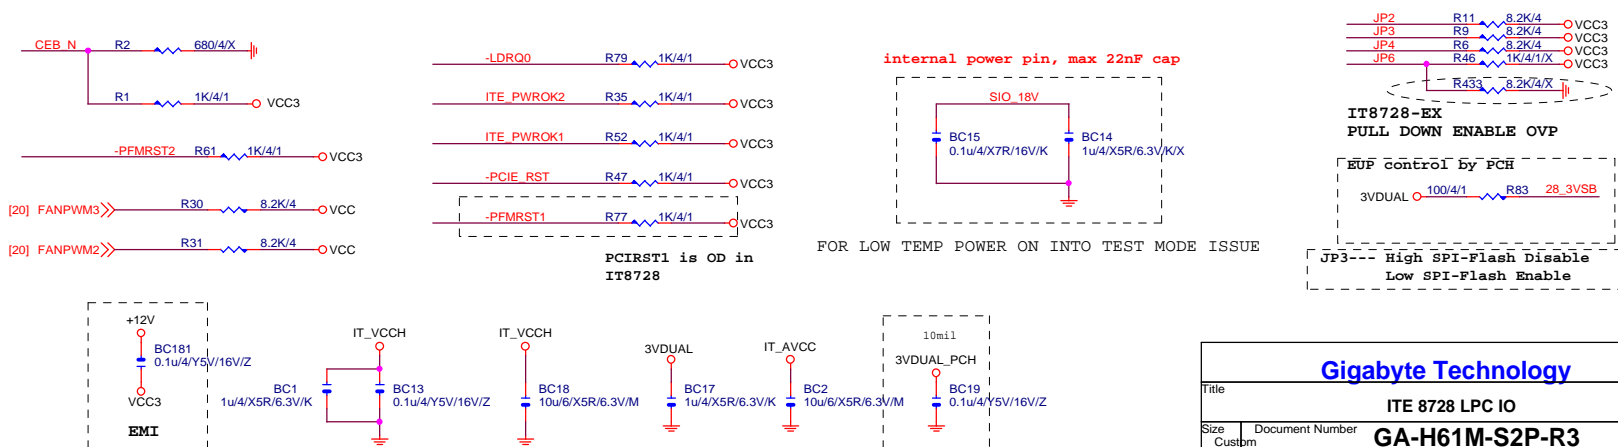 CEB_N R2 680/4/X
R1 1K/4/1 VCC3
-PFMRST2 R61 1K/4/1 VCC3
[20] FANPWM3 R30 8.2K/4 VCC
[20] FANPWM2 R31 8.2K/4 VCC
-LDRQ0 R79 1K/4/1 VCC3
ITE_PWROK2 R35 1K/4/1 VCC3
ITE_PWROK1 R52 1K/4/1 VCC3
-PCIE_RST R47 1K/4/1 VCC3
-PFMRST1 R77 1K/4/1 VCC3
PCIRST1 is OD in
IT8728
internal power pin, max 22nF cap
SIO_18V
BC15
0.1u/4/X7R/16V/K
BC14
1u/4/X5R/6.3V/K/X
FOR LOW TEMP POWER ON INTO TEST MODE ISSUE
JP2 R11 8.2K/4 VCC3
JP3 R9 8.2K/4 VCC3
JP4 R6 8.2K/4 VCC3
JP6 R46 1K/4/1/X VCC3
R433 8.2K/4/X
IT8728-EX
PULL DOWN ENABLE OVP
EUP control by PCH
3VDUAL 100/4/1 R83 28_3VSB
JP3--- High SPI-Flash Disable
Low SPI-Flash Enable
+12V
BC181
0.1u/4/Y5V/16V/Z
VCC3
EMI
IT_VCCH
BC1
1u/4/X5R/6.3V/K
BC13
0.1u/4/Y5V/16V/Z
IT_VCCH
BC18
10u/6/X5R/6.3V/M
3VDUAL
BC17
1u/4/X5R/6.3V/K
IT_AVCC
BC2
10u/6/X5R/6.3V/M
10mil
3VDUAL_PCH
BC19
0.1u/4/Y5V/16V/Z
Gigabyte Technology
Title
ITE 8728 LPC IO
Size Document Number
Custom GA-H61M-S2P-R3